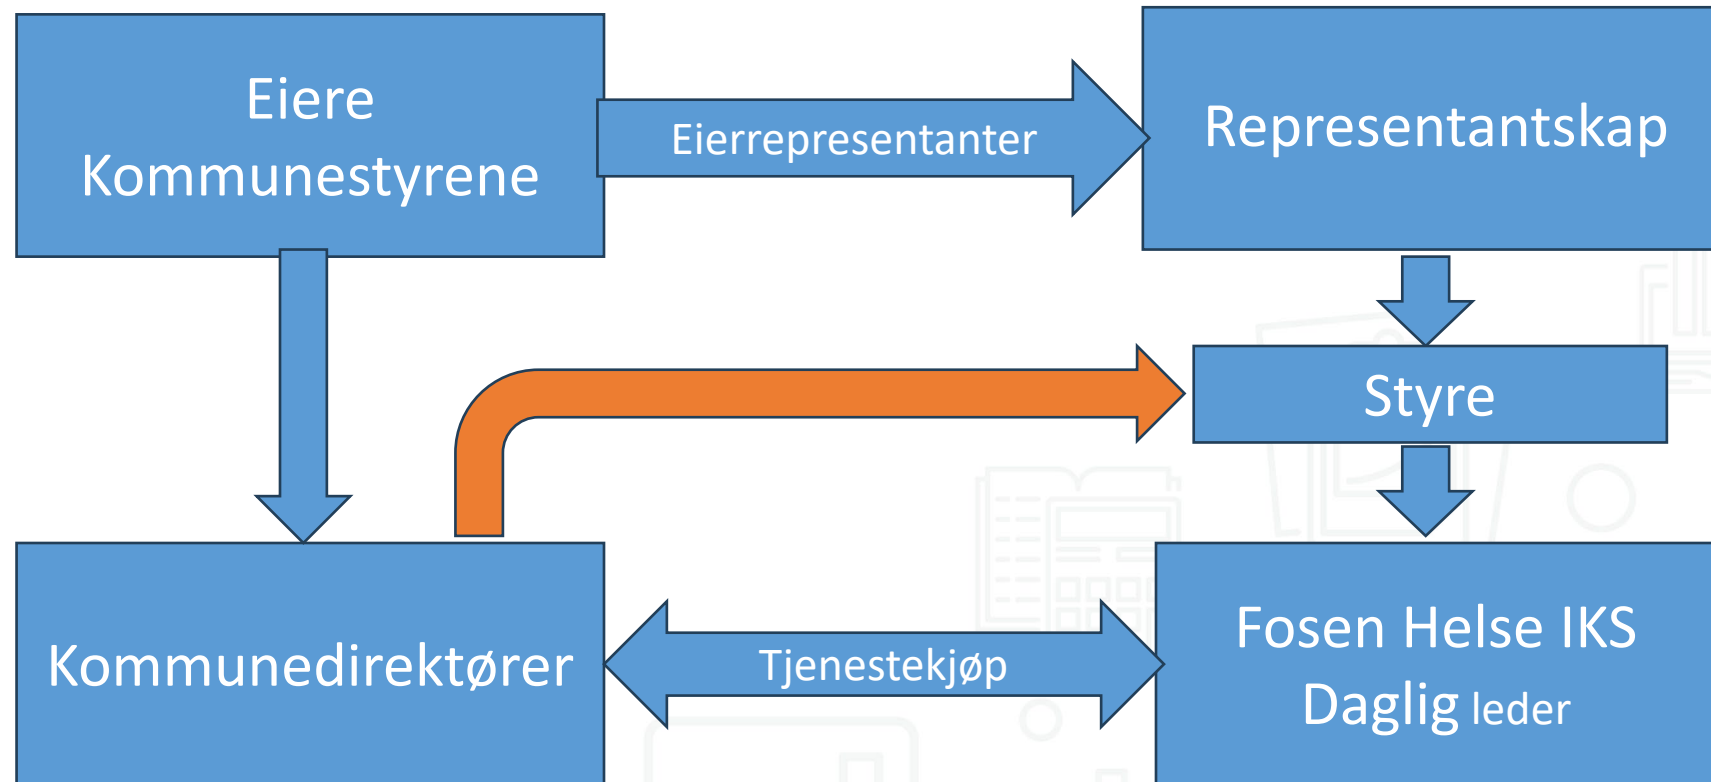 Eiere
Kommunestyrene
Eierrepresentanter
Representantskap
Styre
Kommunedirektører
Tjenestekjøp
Fosen Helse IKS
Daglig leder